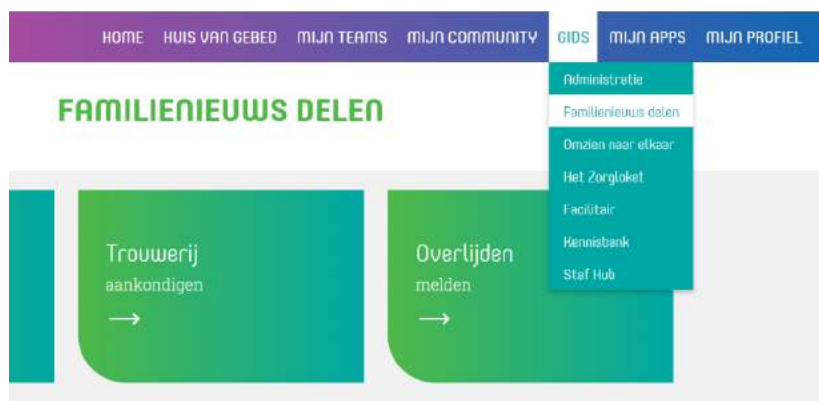 HOME HUIS VAN GEBED MIJN TEAMS MIJN COMMUNITY GIDS MIJN APPS MIJN PROFIEL
Administratie
Familienieuws delen
Omzien naar elkaar
Het Zorgloket
Facilitair
Kennisbank
Staf Hub
FAMILIENIEUWS DELEN
Trouwerij
aankondigen
Overlijden
melden